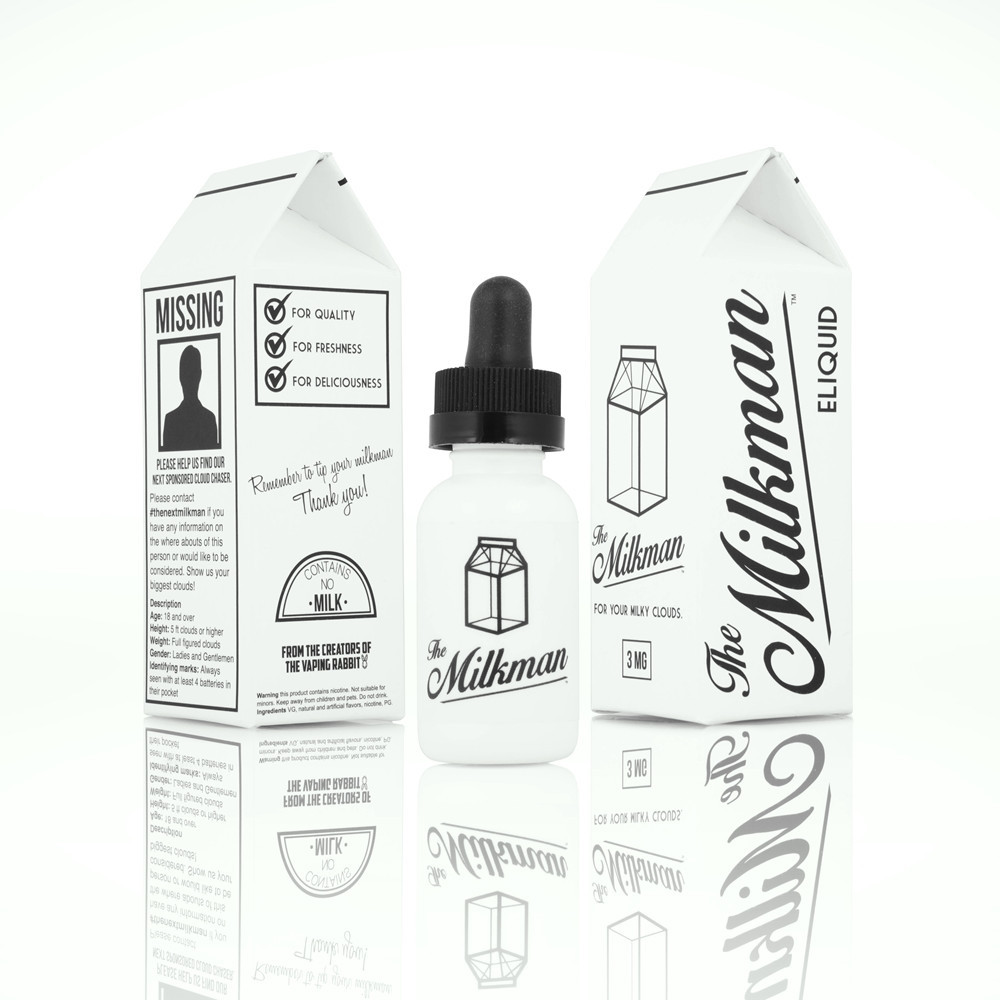 MISSING
PLEASE HELP US FIND OUR
NEXT SPONSORED CLOUD CHASER.
Please contact
#thenextmilkman if you
have any information on
the where abouts of this
person or would like to be
considered. Show us your
biggest clouds!
Description
Age: 18 and over
Height: 5 ft clouds or higher
Weight: Full figured clouds
Gender: Ladies and Gentlemen
Identifying marks: Always
seen with at least 4 batteries in
their pocket
FOR QUALITY
FOR FRESHNESS
FOR DELICIOUSNESS
Remember to tip your milkman
Thank you!
CONTAINS
NO
·MILK·
FROM THE CREATORS OF
THE VAPING RABBIT
Warning this product contains nicotine. Not suitable for
minors. Keep away from children and pets. Do not drink.
Ingredients VG, natural and artificial flavors, nicotine, PG
The
Milkman
The
Milkman
FOR YOUR MILKY CLOUDS.
3 MG
The Milkman™
ELIQUID